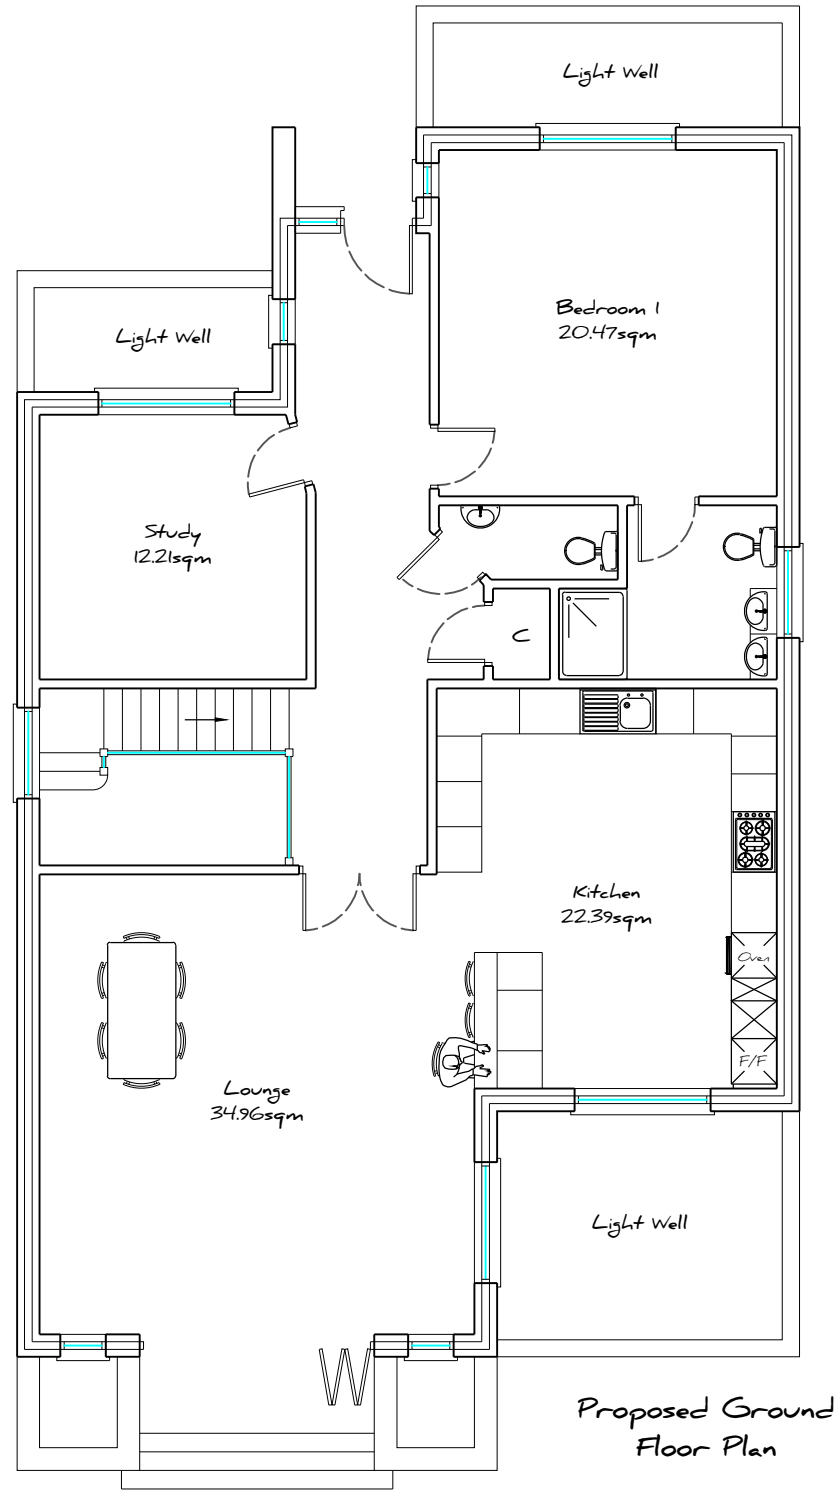 Light Well
Bedroom 1
20.47sqm
Light Well
Study
12.21sqm
C
Kitchen
22.39sqm
Oven
F/F
Lounge
34.96sqm
Light Well
Proposed Ground
Floor Plan